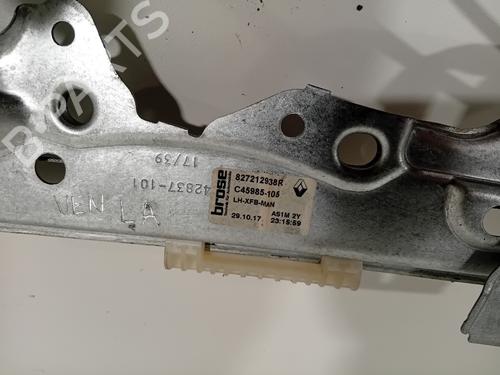 B-PARTS
17/39
42837-101
VEN LA
brose
827212938R
C45985-105
LH-XFB-MAN
29.10.17
AS1M 2Y
23:15:59